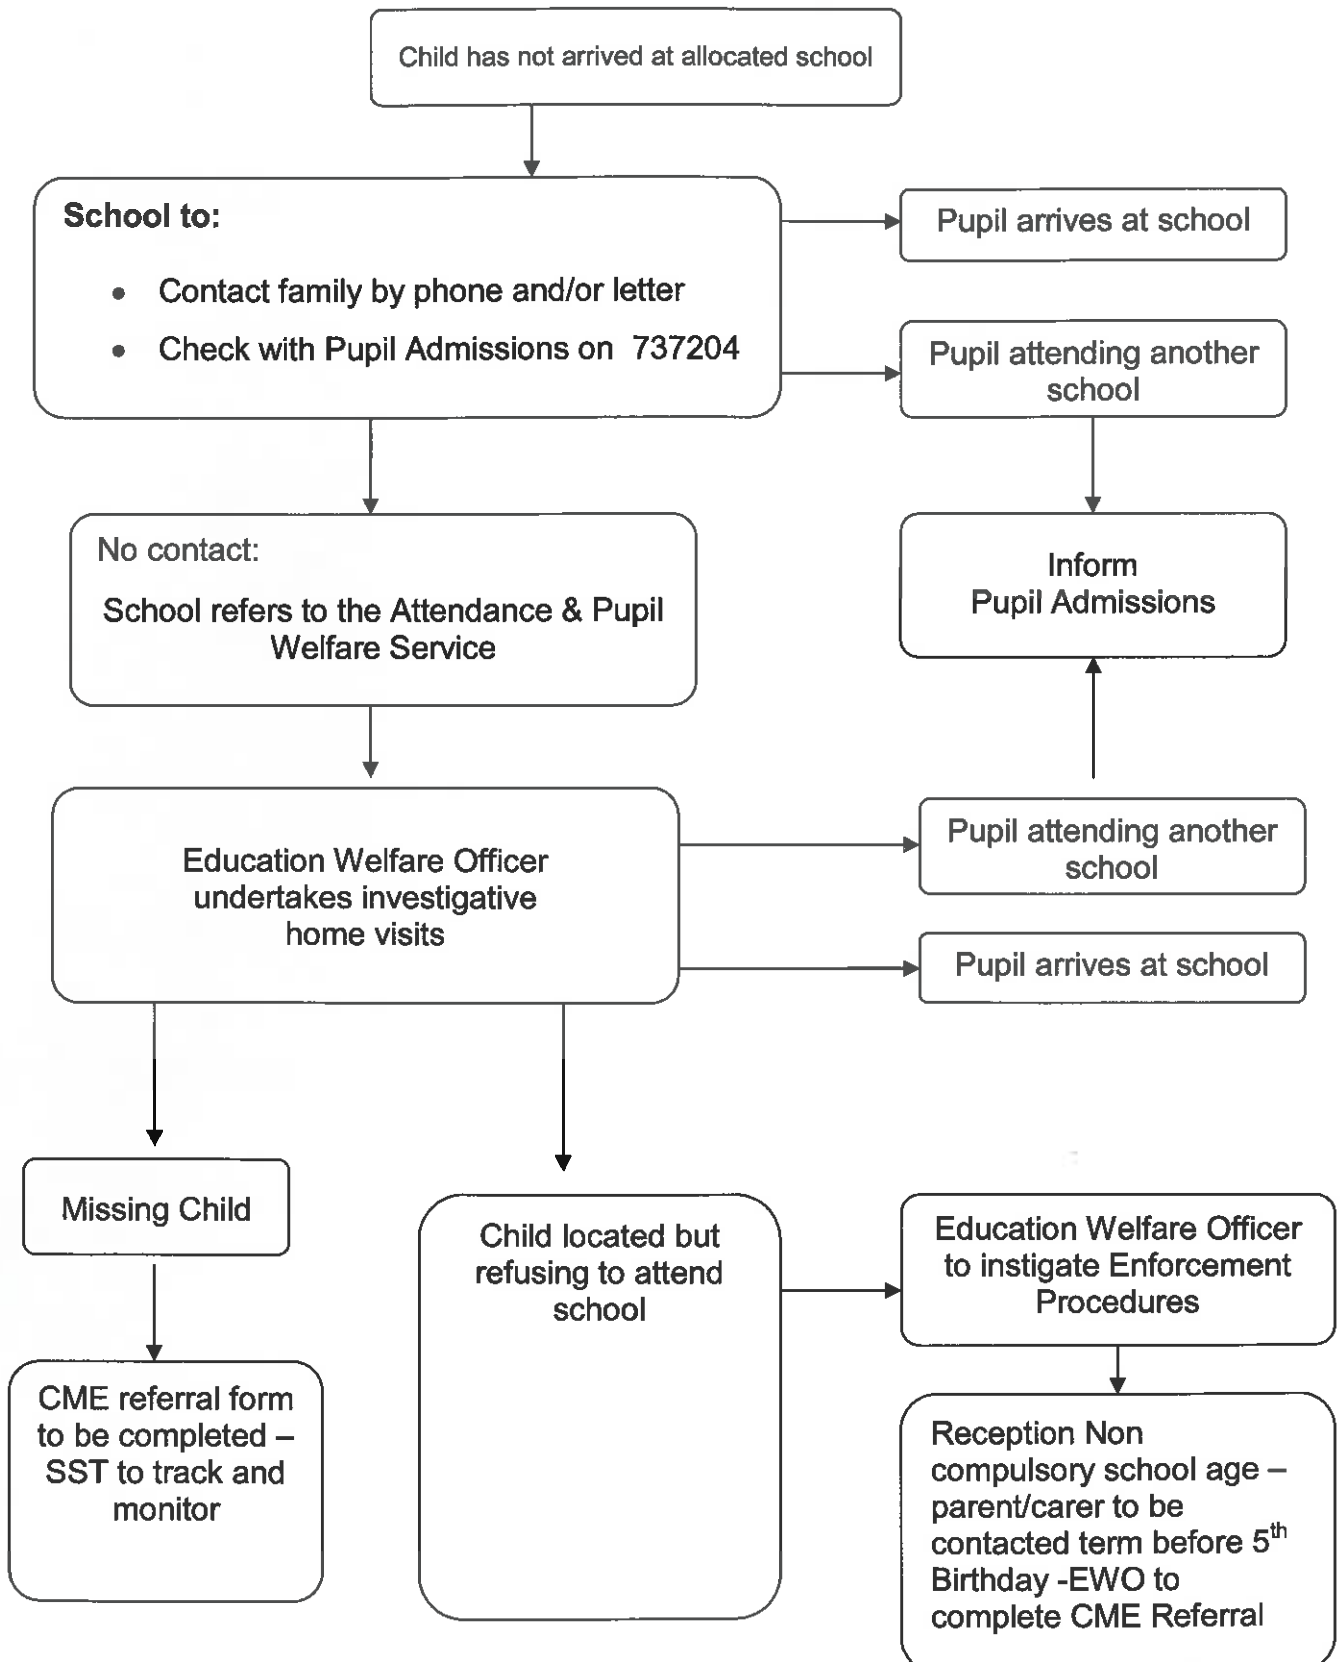 Child has not arrived at allocated school
School to:
• Contact family by phone and/or letter
• Check with Pupil Admissions on 737204
Pupil arrives at school
Pupil attending another
school
No contact:
School refers to the Attendance & Pupil
Welfare Service
Inform
Pupil Admissions
Education Welfare Officer
undertakes investigative
home visits
Pupil attending another
school
Pupil arrives at school
Missing Child
Child located but
refusing to attend
school
Education Welfare Officer
to instigate Enforcement
Procedures
CME referral form
to be completed –
SST to track and
monitor
Reception Non
compulsory school age –
parent/carer to be
contacted term before 5th
Birthday -EWO to
complete CME Referral